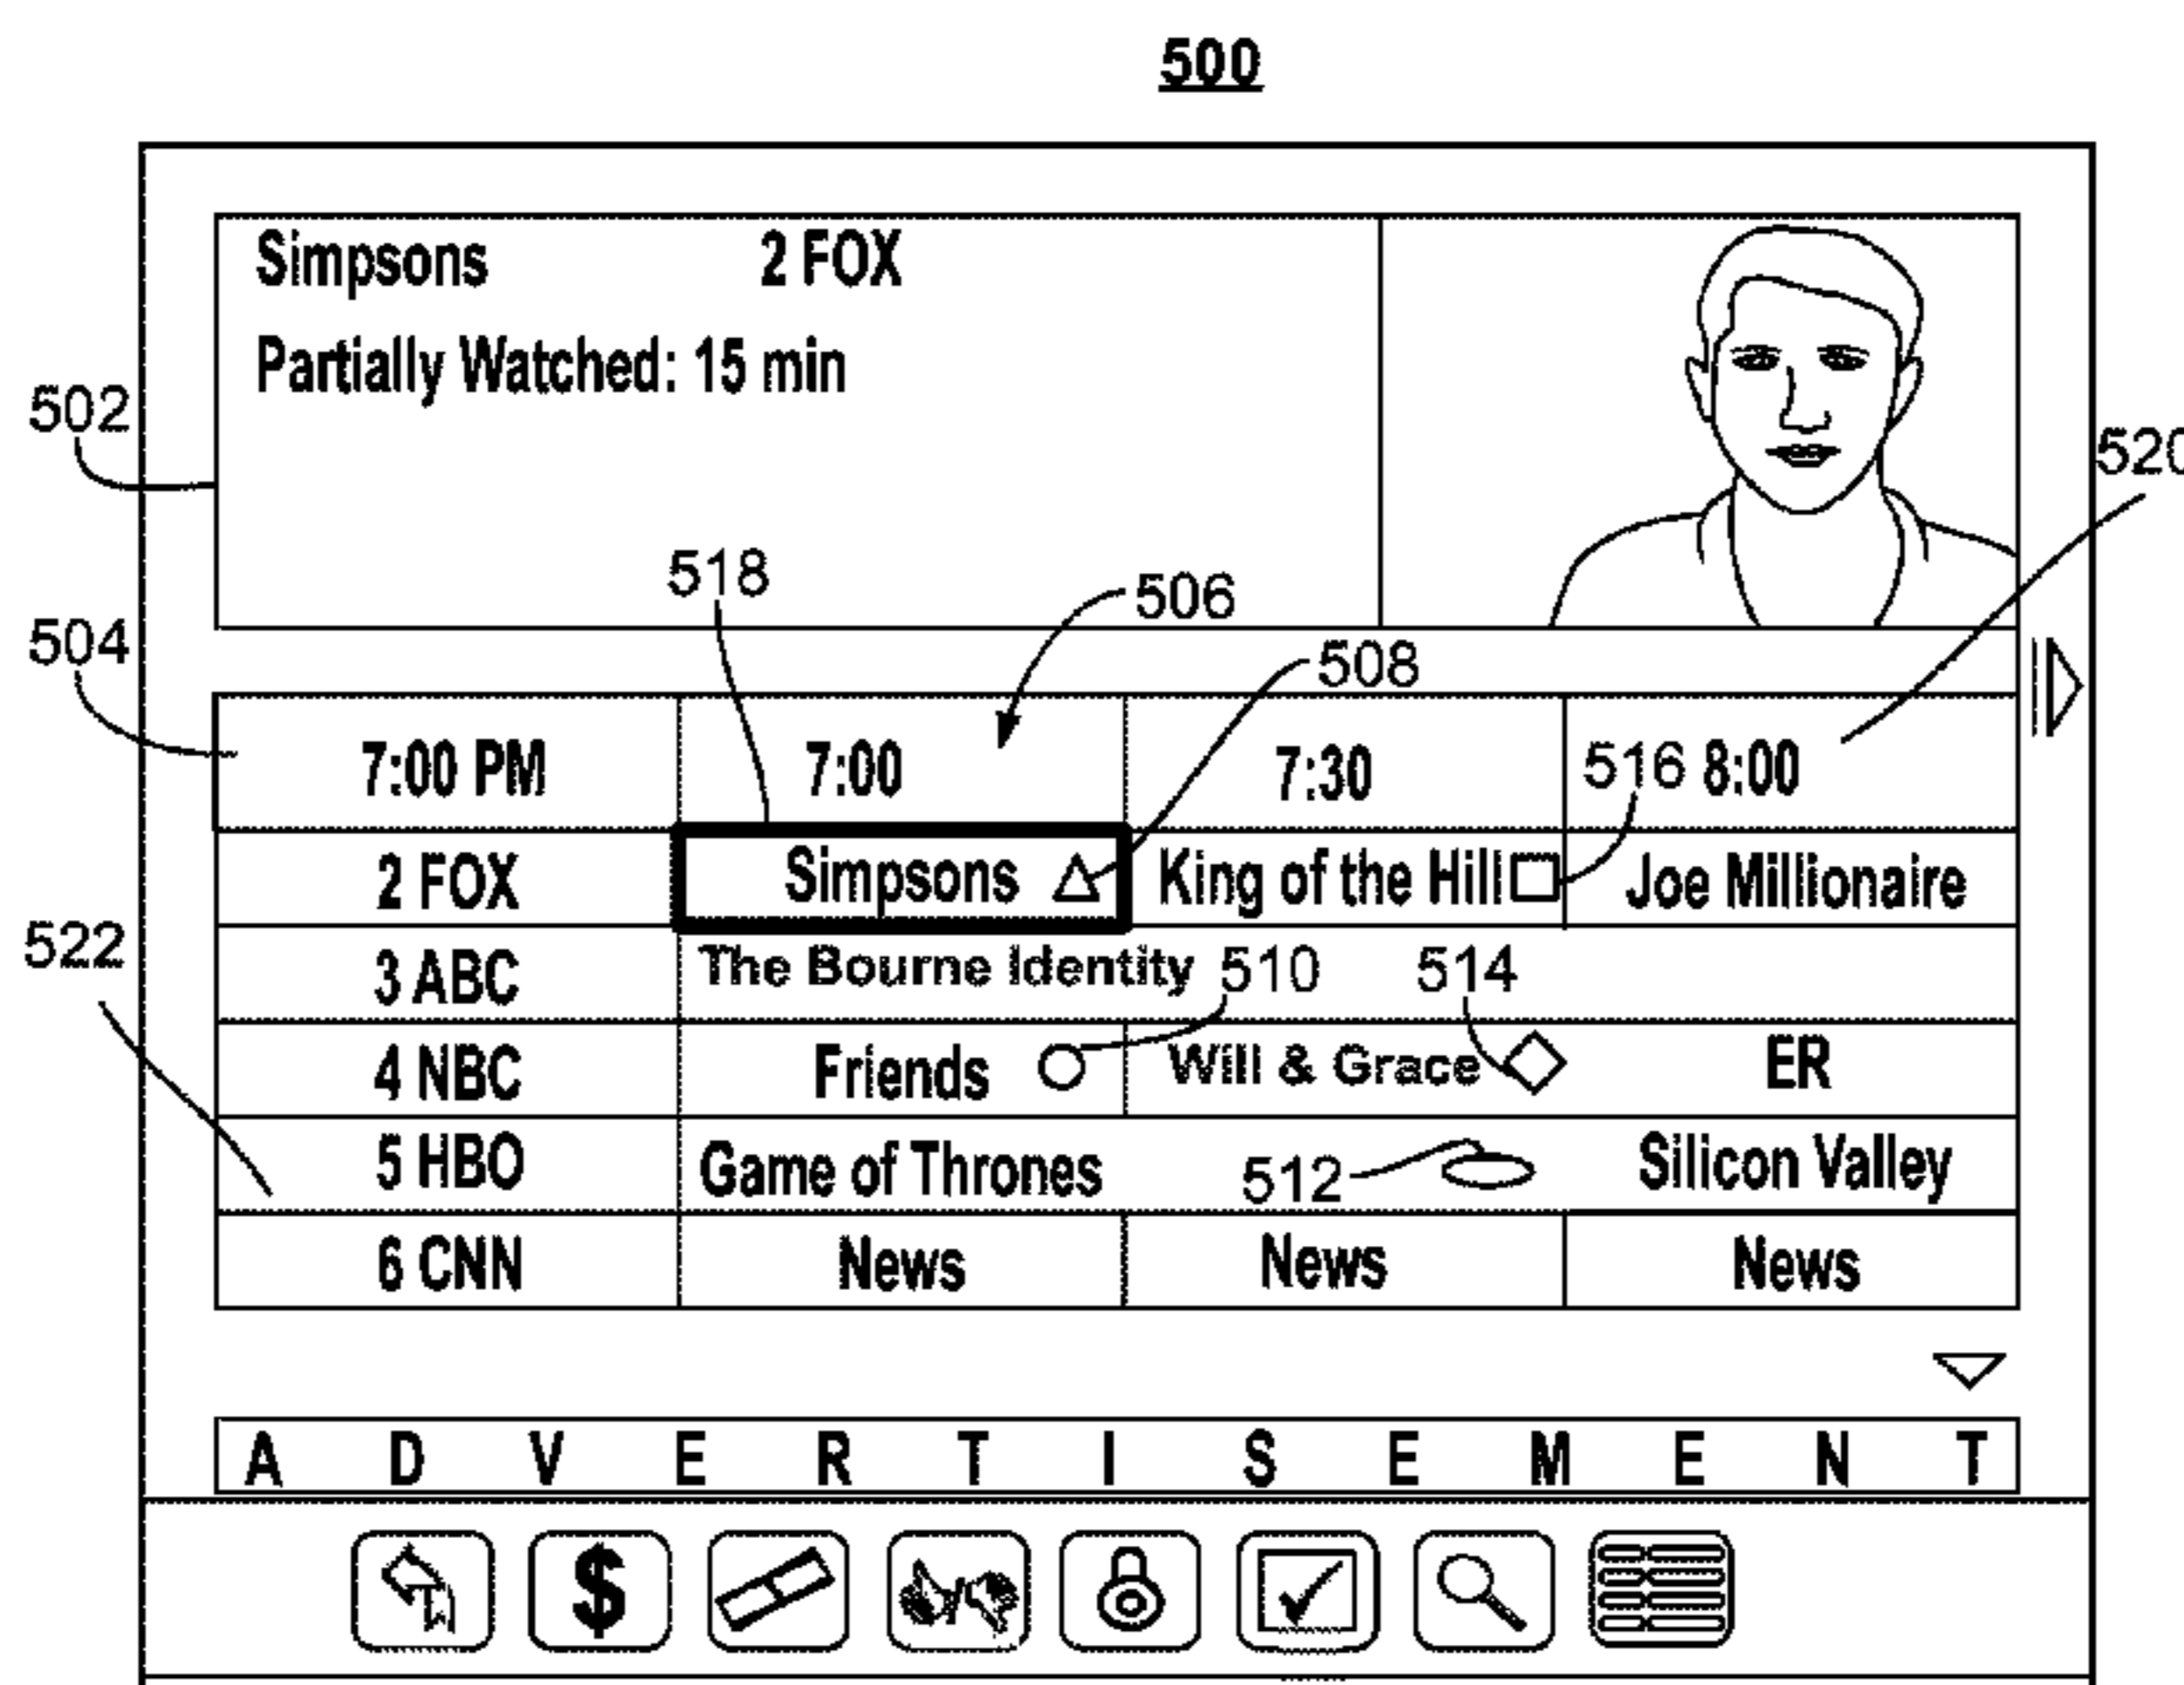 500
Simpsons 2 FOX
Partially Watched: 15 min
502
520
518
506
504
508
7:00 PM 7:00 7:30 516 8:00
2 FOX Simpsons King of the Hill Joe Millionaire
522
3 ABC The Bourne Identity 510 514
4 NBC Friends Will & Grace ER
5 HBO Game of Thrones 512 Silicon Valley
6 CNN News News News
A D V E R T I S E M E N T
$